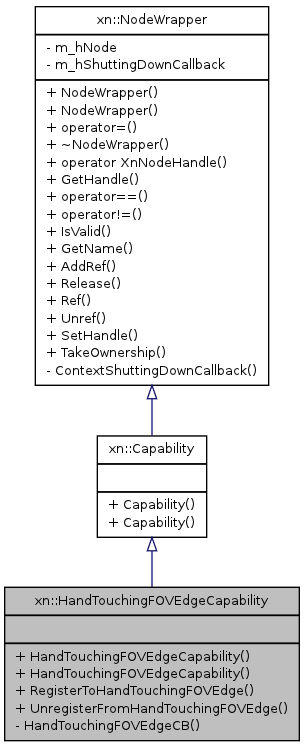 xn::NodeWrapper
- m_hNode
- m_hShuttingDownCallback
+ NodeWrapper()
+ NodeWrapper()
+ operator=()
+ ~NodeWrapper()
+ operator XnNodeHandle()
+ GetHandle()
+ operator==()
+ operator!=()
+ IsValid()
+ GetName()
+ AddRef()
+ Release()
+ Ref()
+ Unref()
+ SetHandle()
+ TakeOwnership()
- ContextShuttingDownCallback()
xn::Capability
+ Capability()
+ Capability()
xn::HandTouchingFOVEdgeCapability
+ HandTouchingFOVEdgeCapability()
+ HandTouchingFOVEdgeCapability()
+ RegisterToHandTouchingFOVEdge()
+ UnregisterFromHandTouchingFOVEdge()
- HandTouchingFOVEdgeCB()